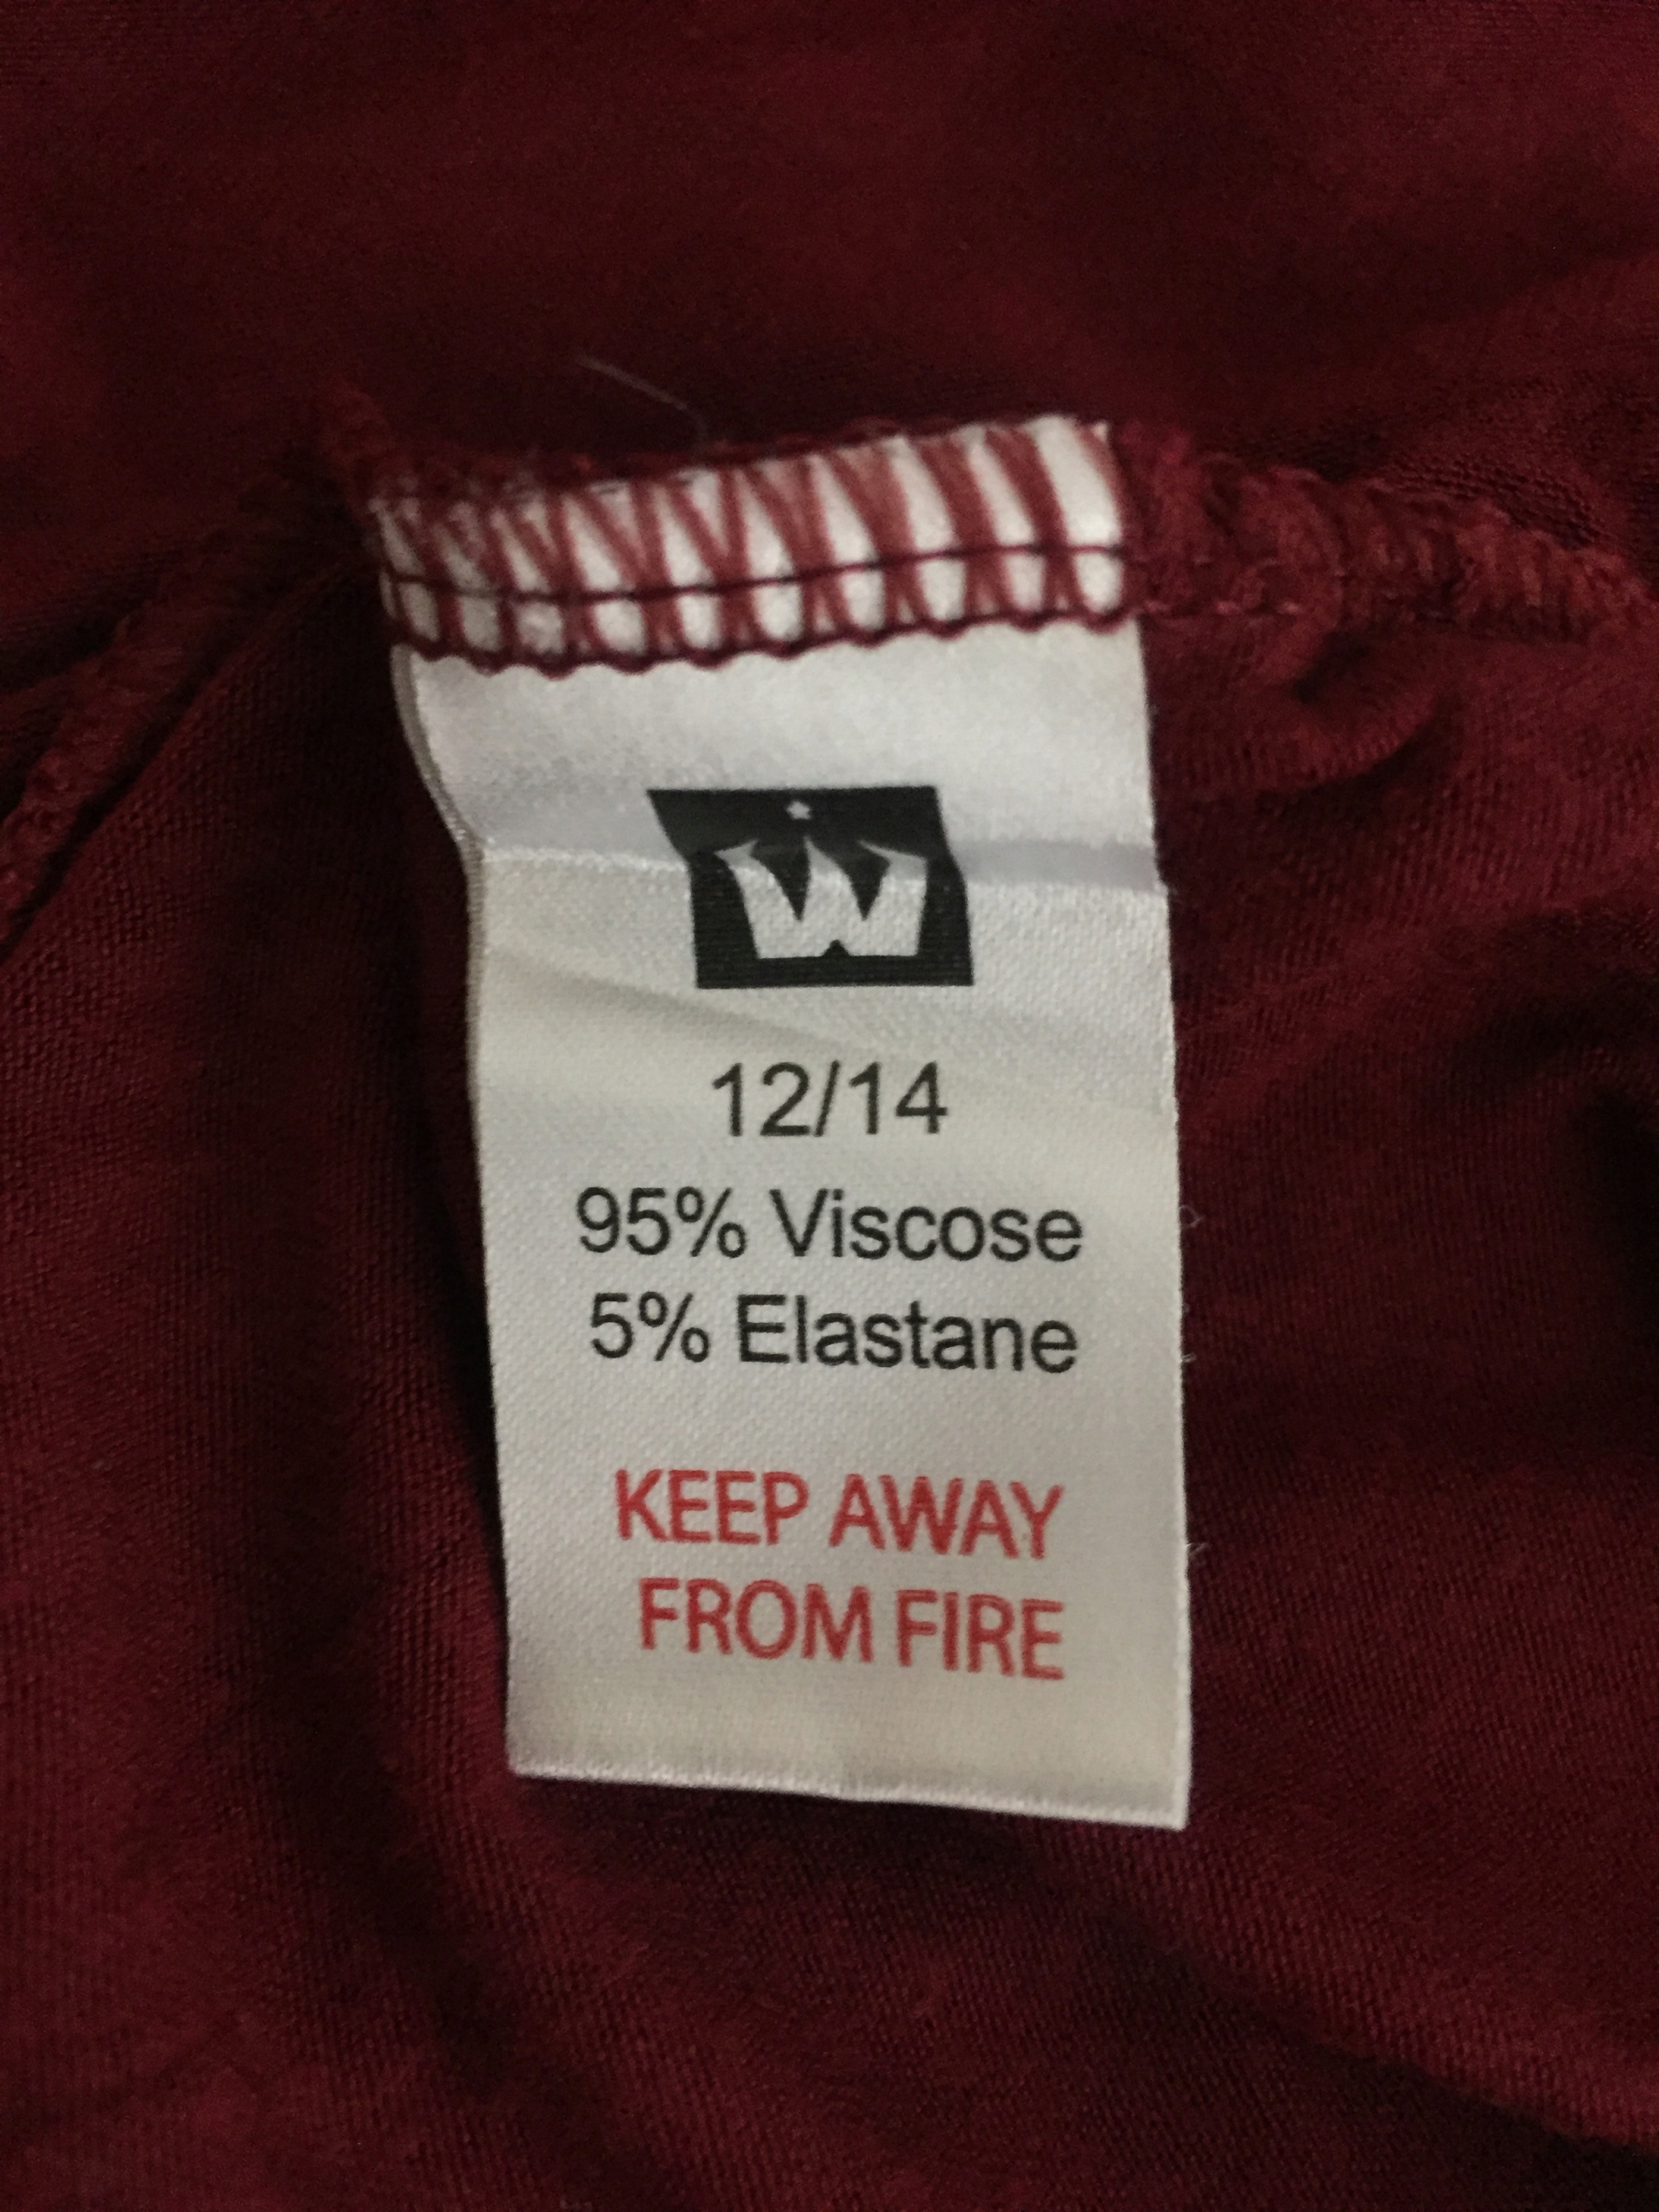 W
12/14
95% Viscose
5% Elastane
KEEP AWAY
FROM FIRE